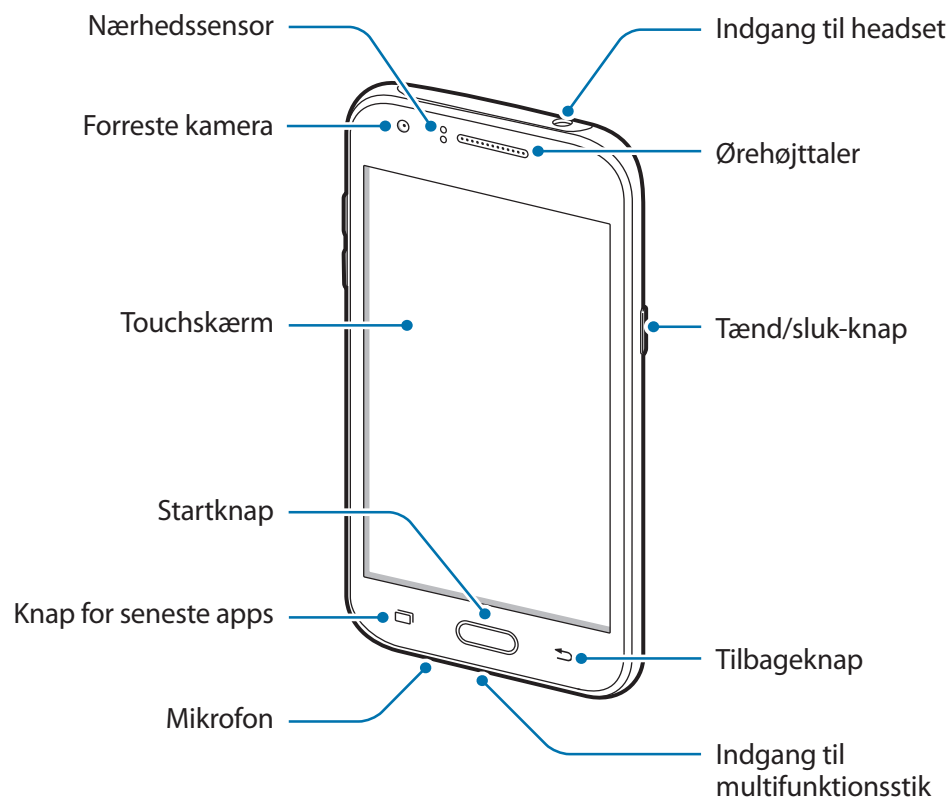 Nærhedssensor
Forreste kamera
Touchskærm
Startknap
Knap for seneste apps
Mikrofon
Indgang til headset
Ørehøjttaler
Tænd/sluk-knap
Tilbageknap
Indgang til
multifunktionsstik